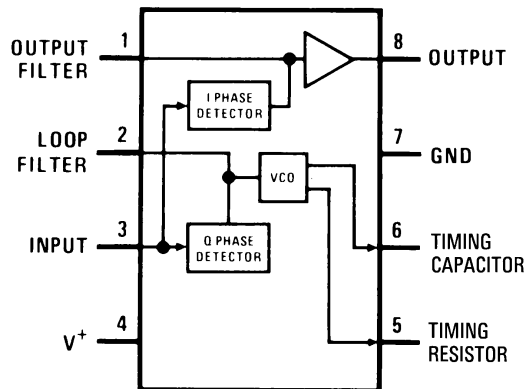 1
OUTPUT
FILTER
8
OUTPUT
I PHASE
DETECTOR
2
LOOP
FILTER
7
GND
VCO
3
INPUT
Q PHASE
DETECTOR
6
TIMING
CAPACITOR
4
V+
5
TIMING
RESISTOR